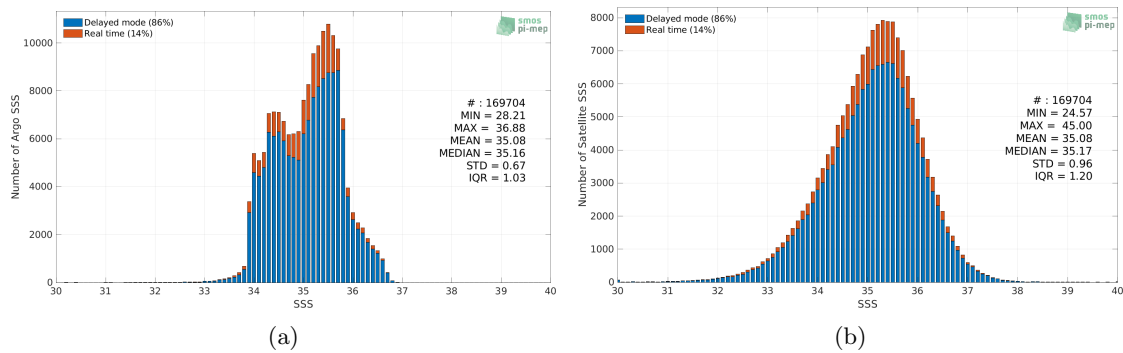 Delayed mode (86%)
Real time (14%)
smos
pi-mep
10000
8000
6000
4000
2000
0
Number of Argo SSS
# : 169704
MIN = 28.21
MAX = 36.88
MEAN = 35.08
MEDIAN = 35.16
STD = 0.67
IQR = 1.03
30 31 32 33 34 35 36 37 38 39 40
SSS
(a)
Delayed mode (86%)
Real time (14%)
smos
pi-mep
8000
7000
6000
5000
4000
3000
2000
1000
0
Number of Satellite SSS
# : 169704
MIN = 24.57
MAX = 45.00
MEAN = 35.08
MEDIAN = 35.17
STD = 0.96
IQR = 1.20
30 31 32 33 34 35 36 37 38 39 40
SSS
(b)